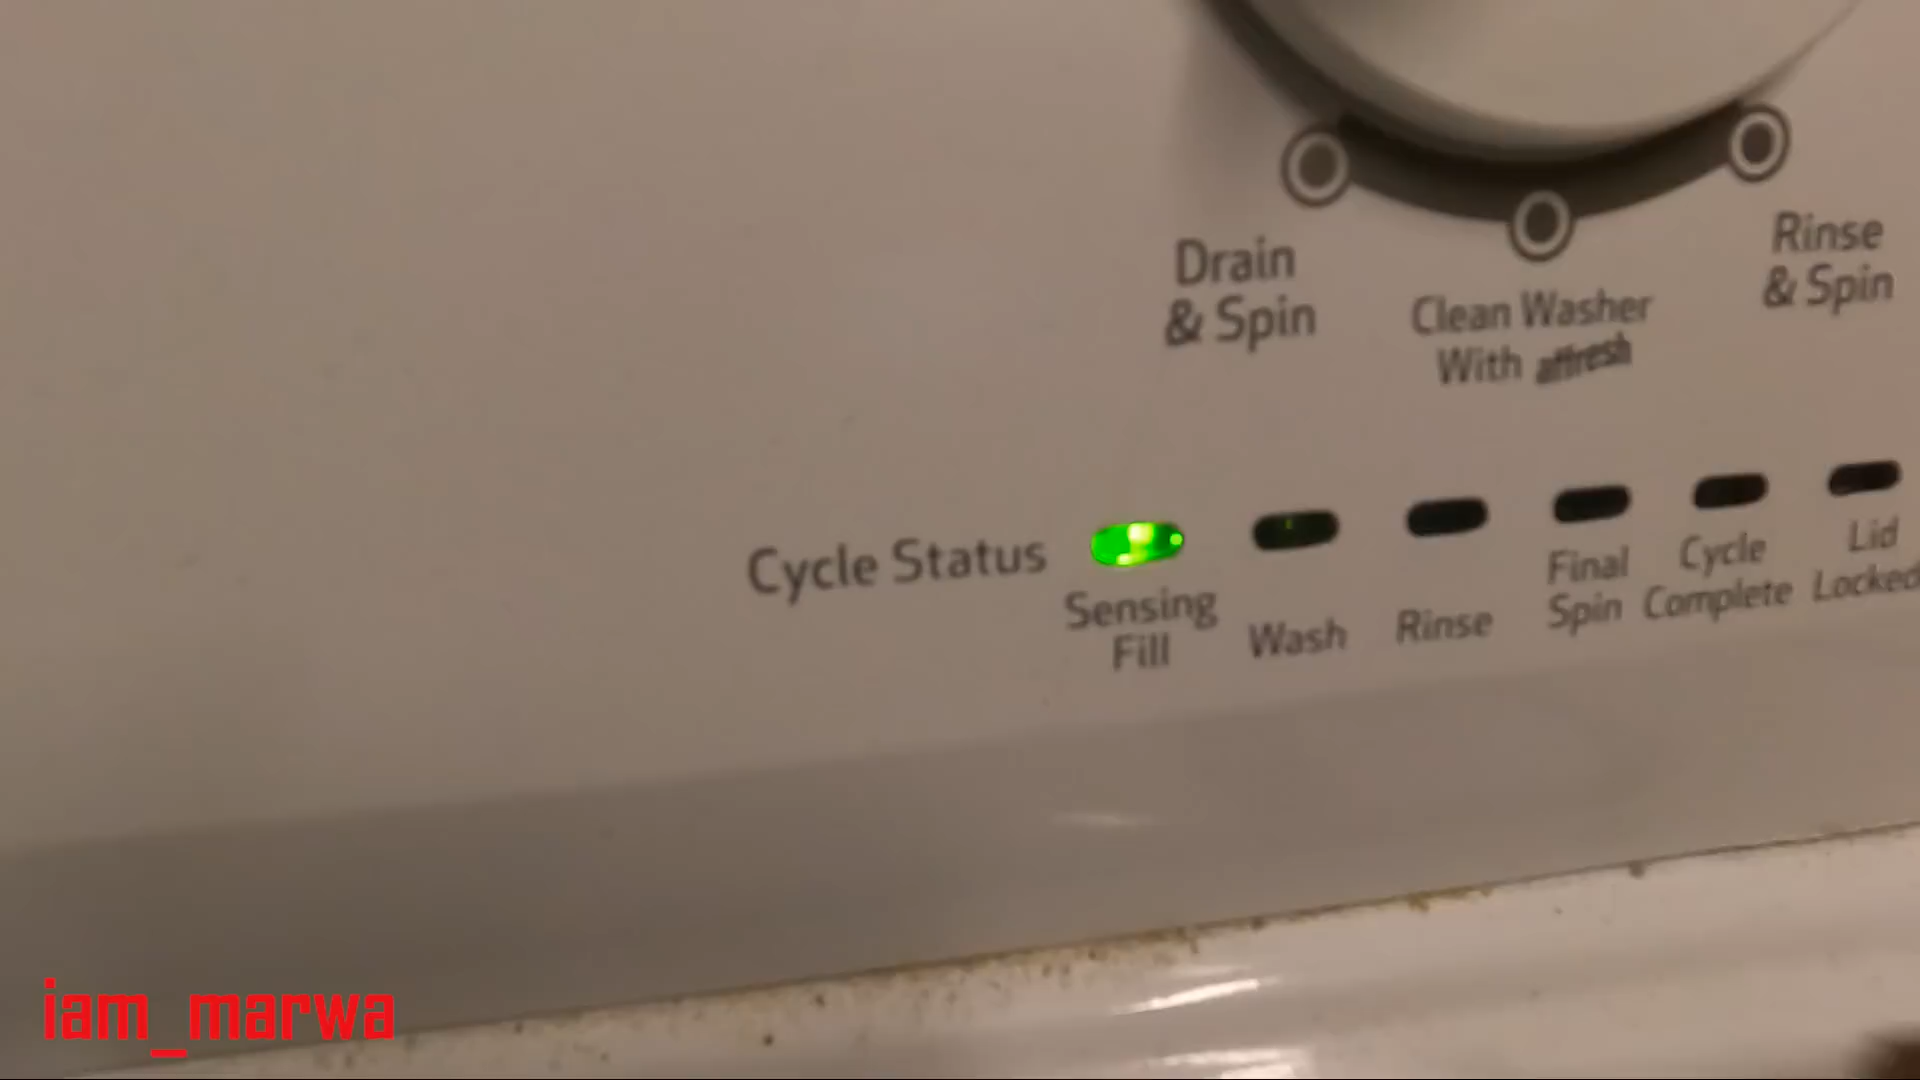 Drain
& Spin
Clean Washer
With affresh
Rinse
& Spin
Cycle Status
Sensing
Fill
Wash
Rinse
Final
Spin
Cycle
Complete
Lid
Locked
iam_marwa